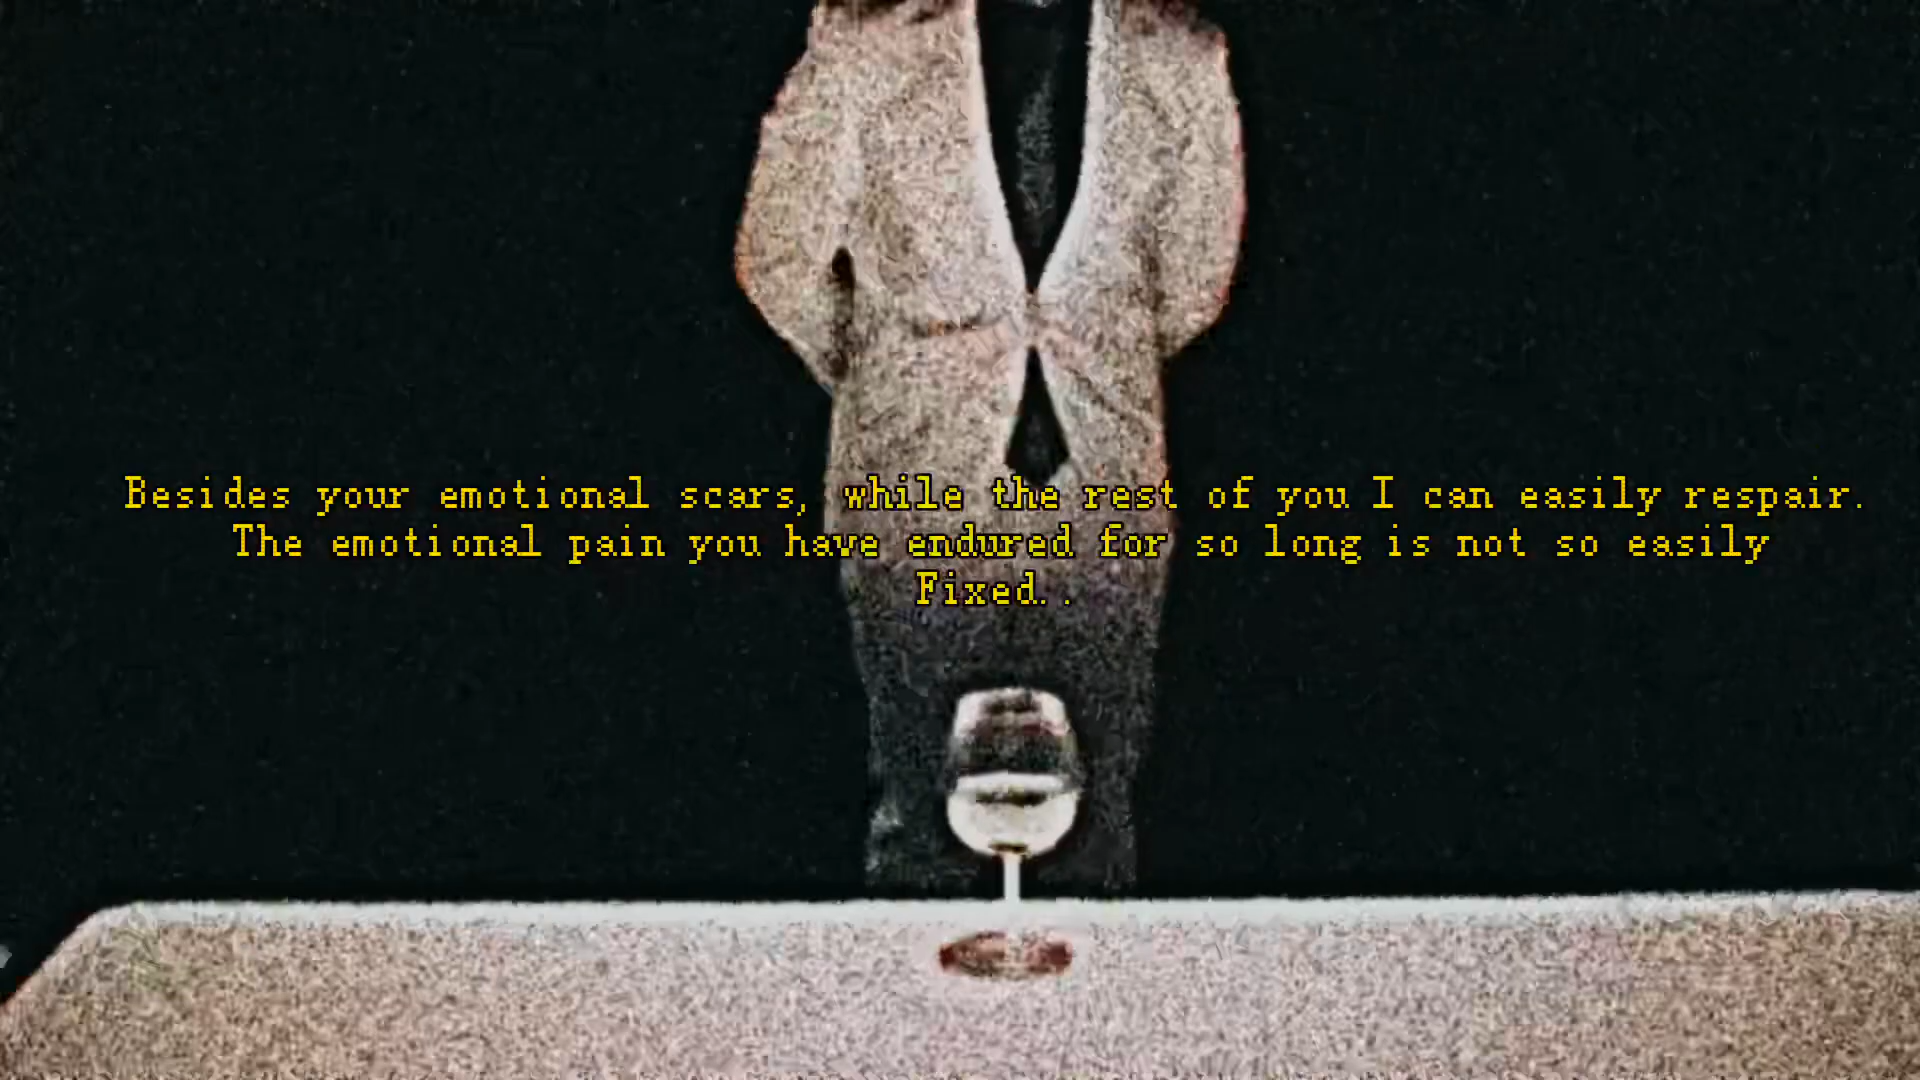 Besides your emotional scars, while the rest of you I can easily respair.
The emotional pain you have endured for so long is not so easily
Fixed..